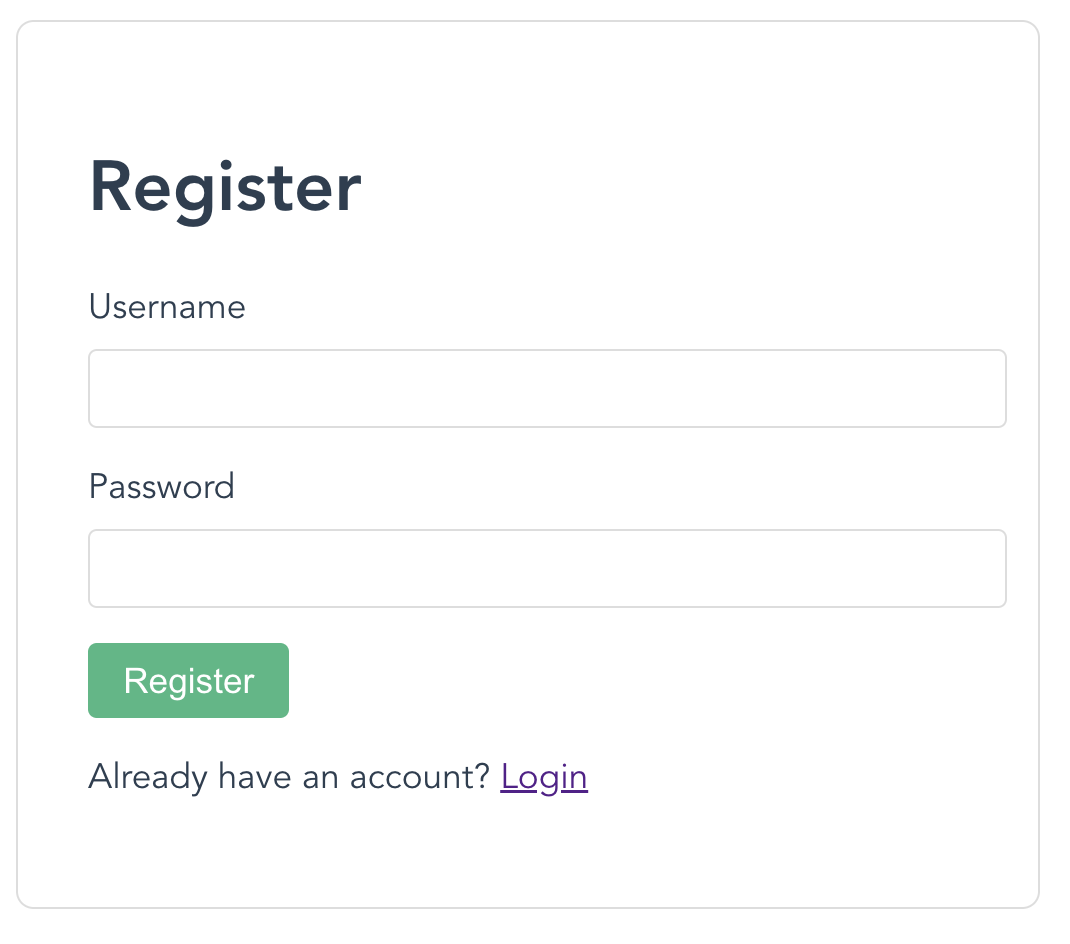 Register
Username
Password
Register
Already have an account? Login